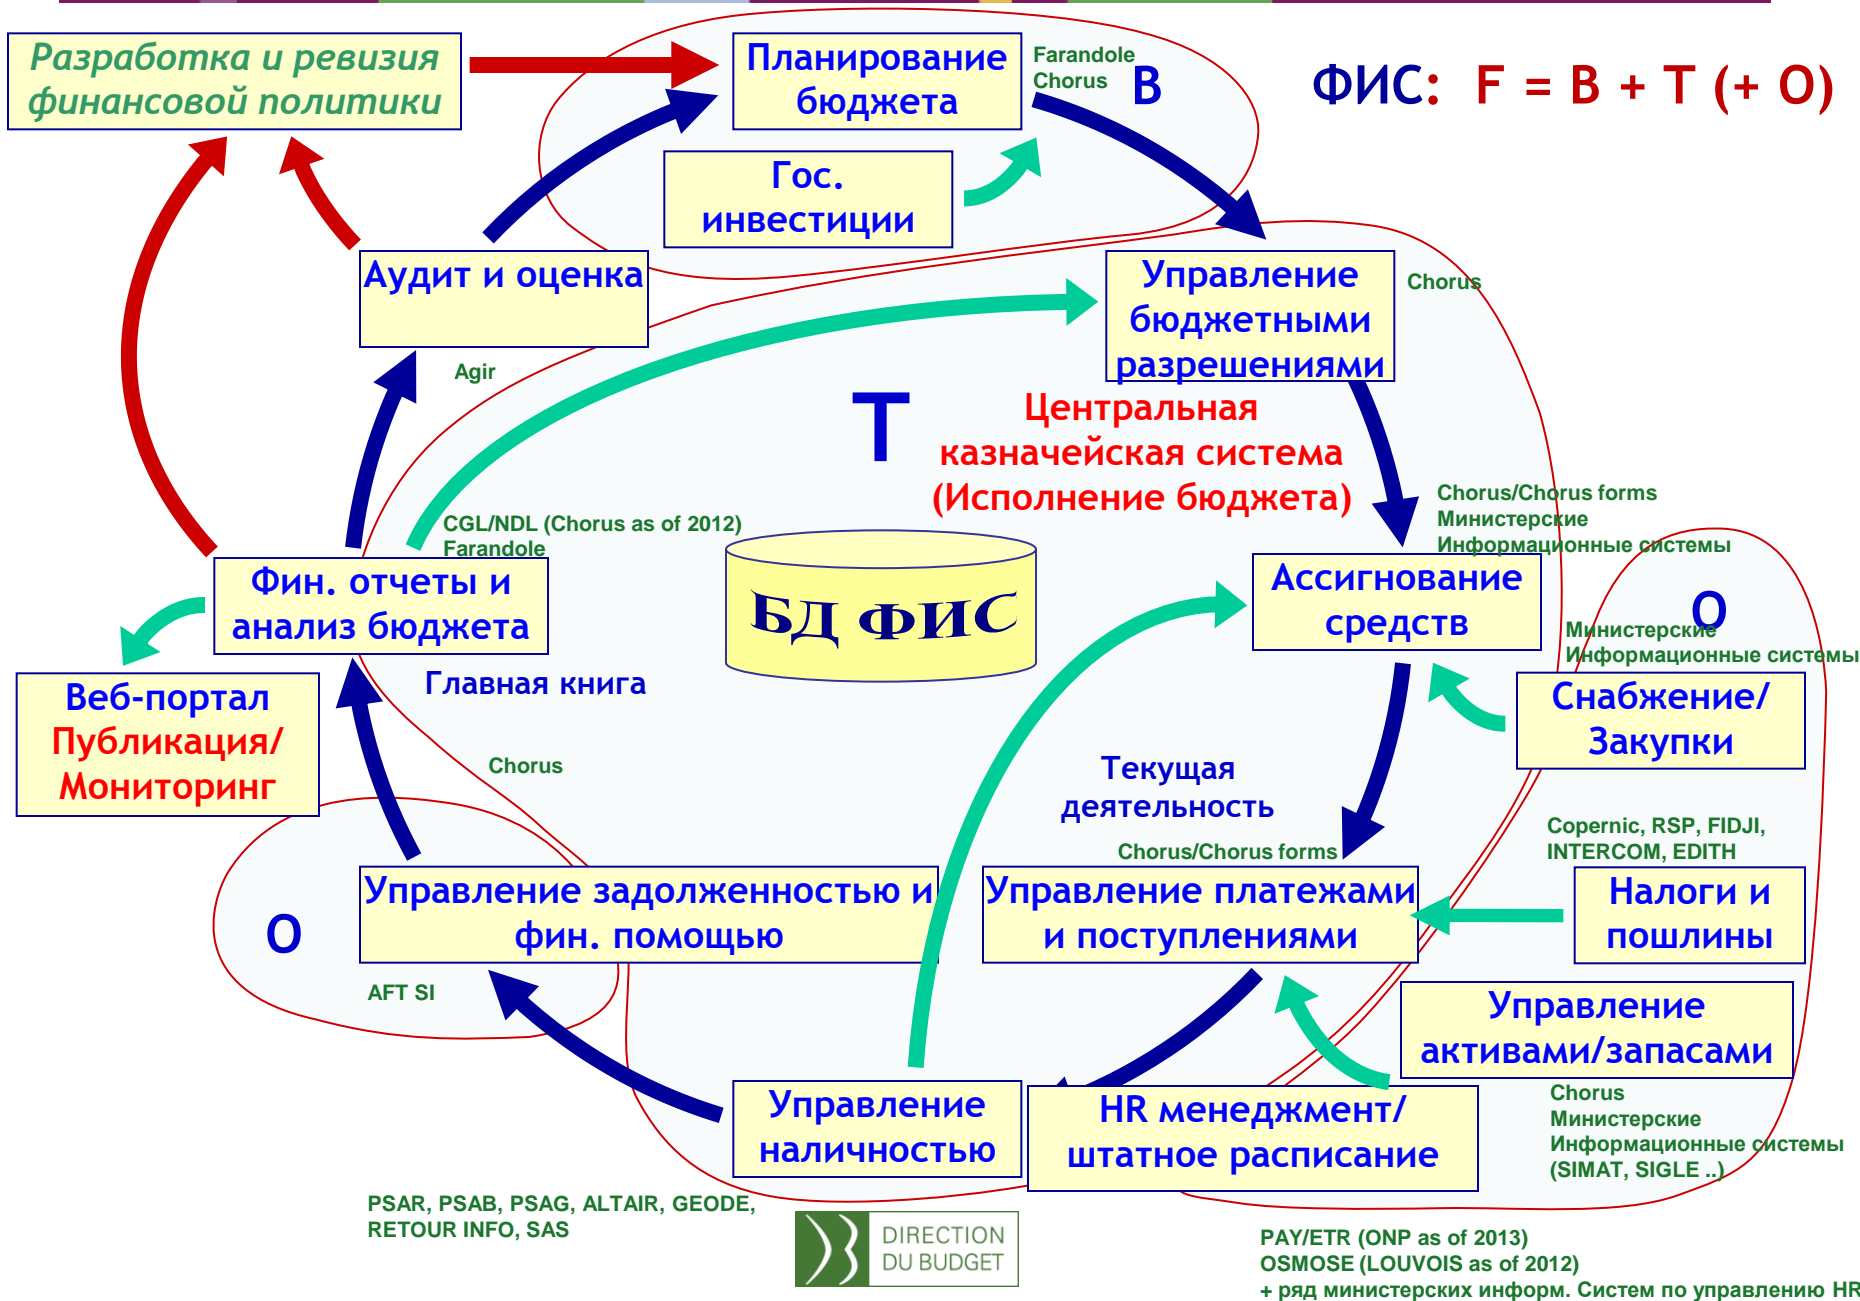 Разработка и ревизия
финансовой политики
Планирование
бюджета
Farandole
Chorus
B
ФИС: F = B + T (+ O)
Гос.
инвестиции
Аудит и оценка
Управление
бюджетными
разрешениями
Chorus
Agir
T
Центральная
казначейская система
(Исполнение бюджета)
Chorus/Chorus forms
Министерские
Информационные системы
CGL/NDL (Chorus as of 2012)
Farandole
Фин. отчеты и
анализ бюджета
БД ФИС
Ассигнование
средств
O
Министерские
Информационные системы
Главная книга
Веб-портал
Публикация/
Мониторинг
Снабжение/
Закупки
Chorus
Текущая
деятельность
Copernic, RSP, FIDJI,
INTERCOM, EDITH
Chorus/Chorus forms
O
Управление задолженностью и
фин. помощью
Управление платежами
и поступлениями
Налоги и
пошлины
AFT SI
Управление
активами/запасами
Управление
наличностью
HR менеджмент/
штатное расписание
Chorus
Министерские
Информационные системы
(SIMAT, SIGLE ..)
PSAR, PSAB, PSAG, ALTAIR, GEODE,
RETOUR INFO, SAS
DIRECTION
DU BUDGET
PAY/ETR (ONP as of 2013)
OSMOSE (LOUVOIS as of 2012)
+ ряд министерских информ. Систем по управлению HR